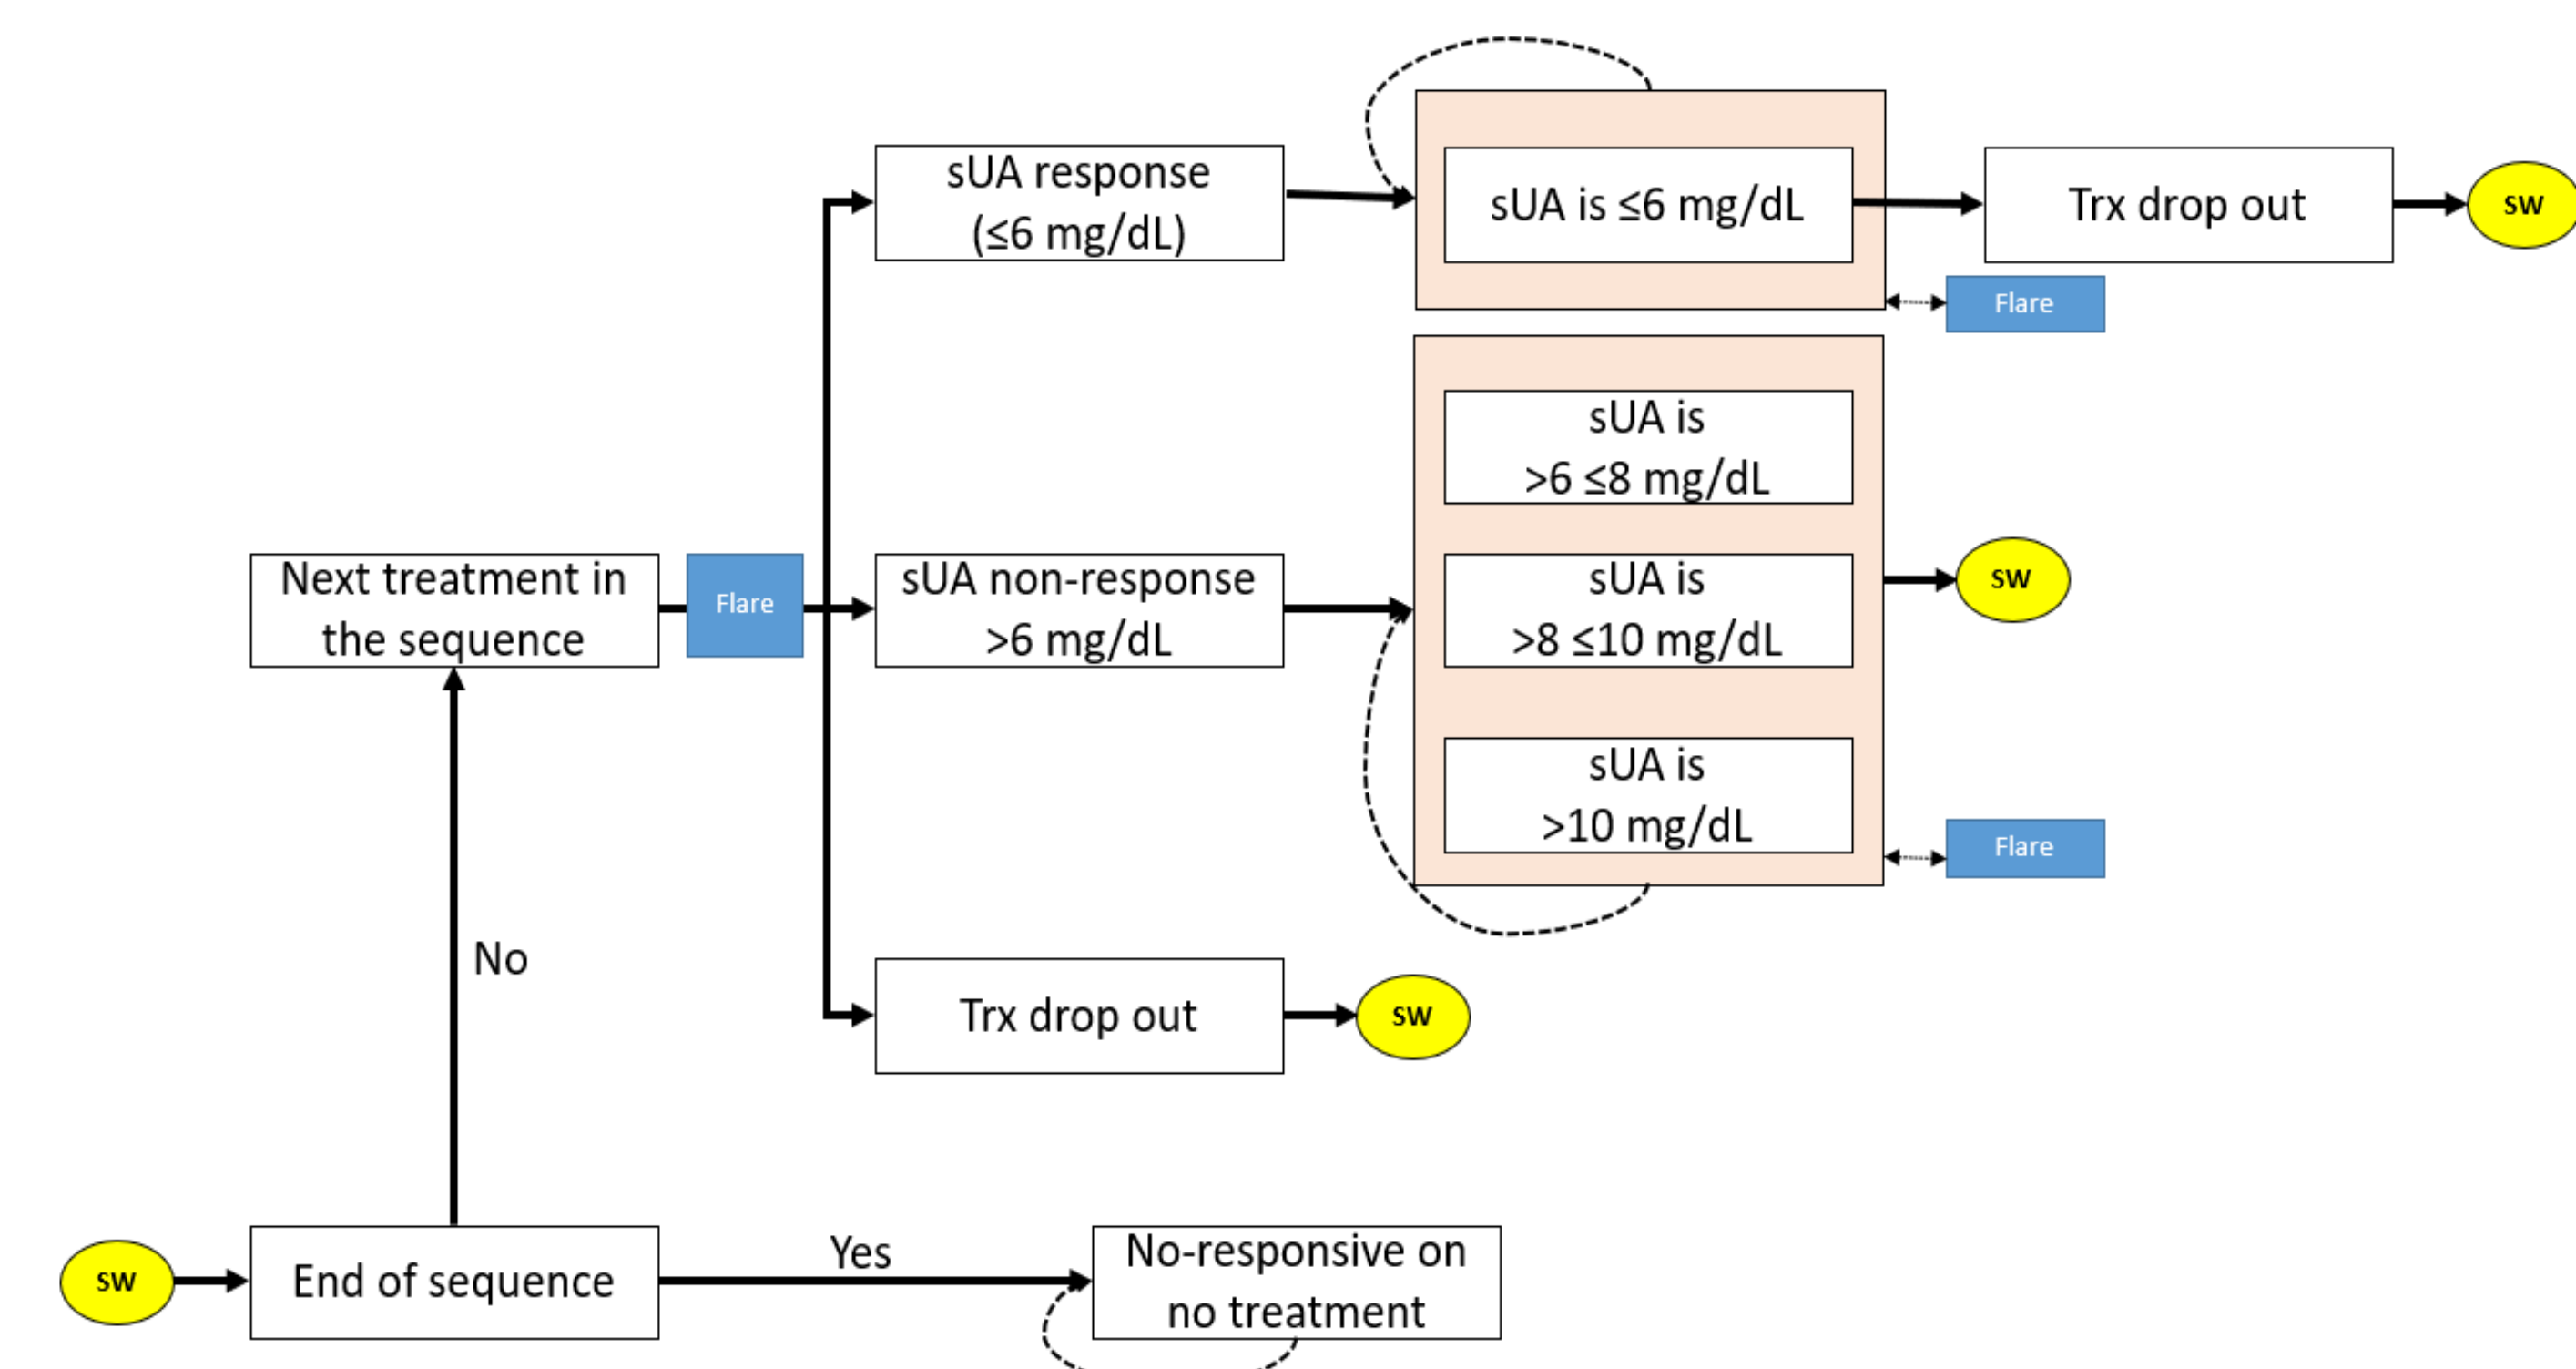 sUA response
(≤6 mg/dL)
sUA is ≤6 mg/dL
Trx drop out
SW
Flare
sUA is
>6 ≤8 mg/dL
Next treatment in
the sequence
Flare
sUA non-response
>6 mg/dL
sUA is
>8 ≤10 mg/dL
SW
sUA is
>10 mg/dL
Flare
No
Trx drop out
SW
SW
End of sequence
Yes
No-responsive on
no treatment